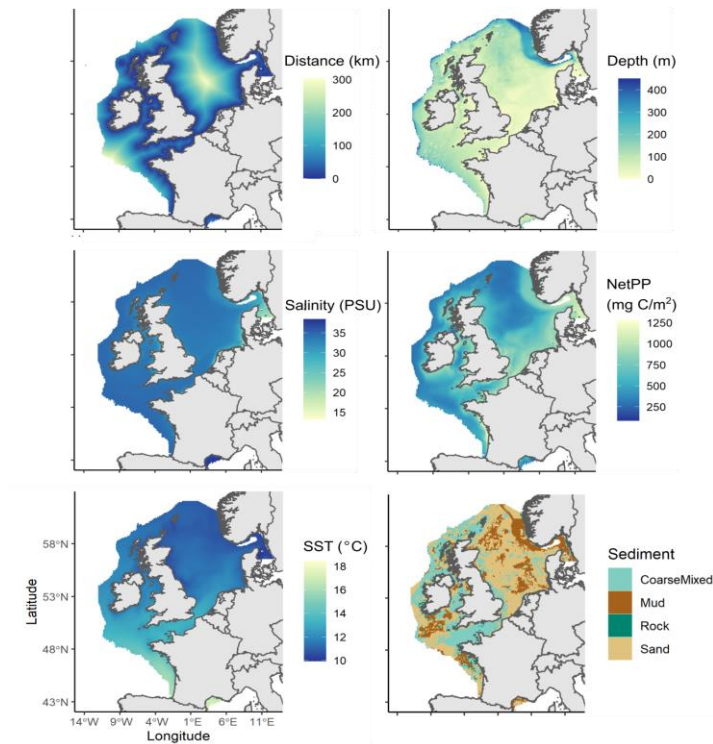 Distance (km)
300
200
100
0
Depth (m)
400
300
200
100
0
Salinity (PSU)
35
30
25
20
15
NetPP
(mg C/m²)
1250
1000
750
500
250
58°N
53°N
48°N
43°N
Latitude
SST (°C)
18
16
14
12
10
14°W 9°W 4°W 1°E 6°E 11°E
Longitude
Sediment
CoarseMixed
Mud
Rock
Sand